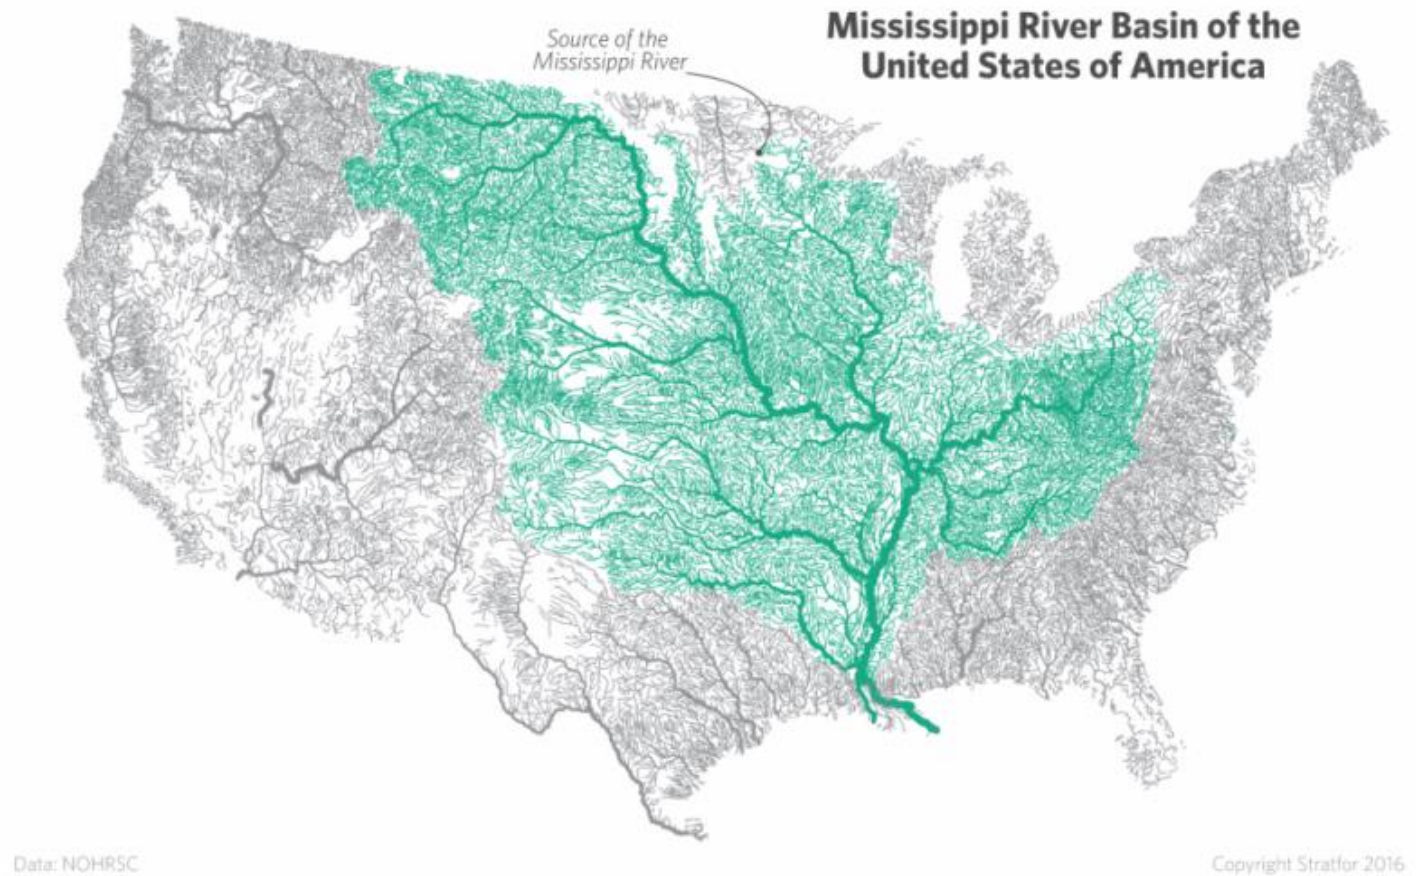 Mississippi River Basin of the
United States of America
Source of the
Mississippi River
Data: NOHRSC
Copyright Stratfor 2016